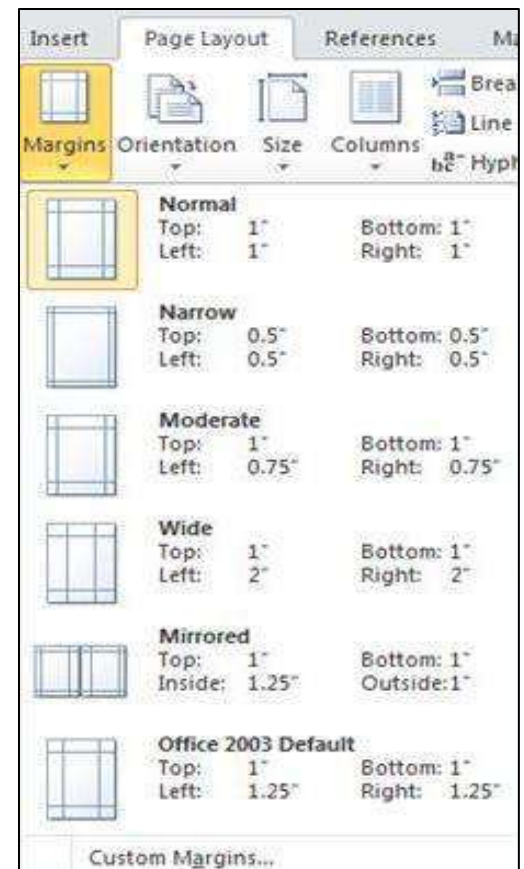 Insert Page Layout References
Brea
Line
Margins Orientation Size Columns
Hyph
Normal
Top: 1" Bottom: 1"
Left: 1" Right: 1"
Narrow
Top: 0.5" Bottom: 0.5"
Left: 0.5" Right: 0.5"
Moderate
Top: 1" Bottom: 1"
Left: 0.75" Right: 0.75"
Wide
Top: 1" Bottom: 1"
Left: 2" Right: 2"
Mirrored
Top: 1" Bottom: 1"
Inside: 1.25" Outside:1"
Office 2003 Default
Top: 1" Bottom: 1"
Left: 1.25" Right: 1.25"
Custom Margins...